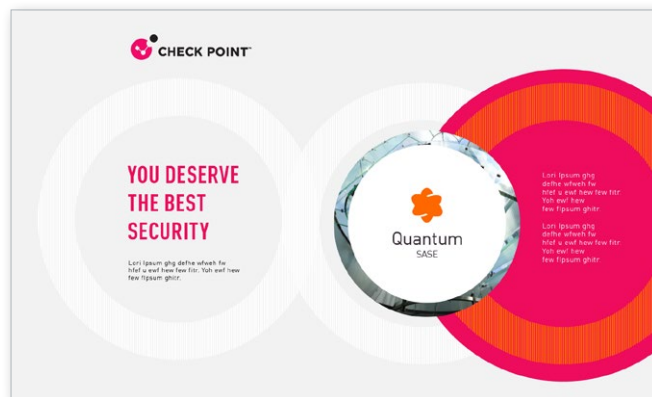 CHECK POINT™
YOU DESERVE
THE BEST
SECURITY
Lori Ipsum ghg defhe wfweh fw
hfef u ewf hew few fitr. Yoh ewf hew
few fIpsum ghitr.
Quantum
SASE
Lori Ipsum ghg
defhe wfweh fw
hfef u ewf hew few fitr.
Yoh ewf hew
few fIpsum ghitr
Lori Ipsum ghg
defhe wfweh fw
hfef u ewf hew few fitr.
Yoh ewf hew
few fIpsum ghitr